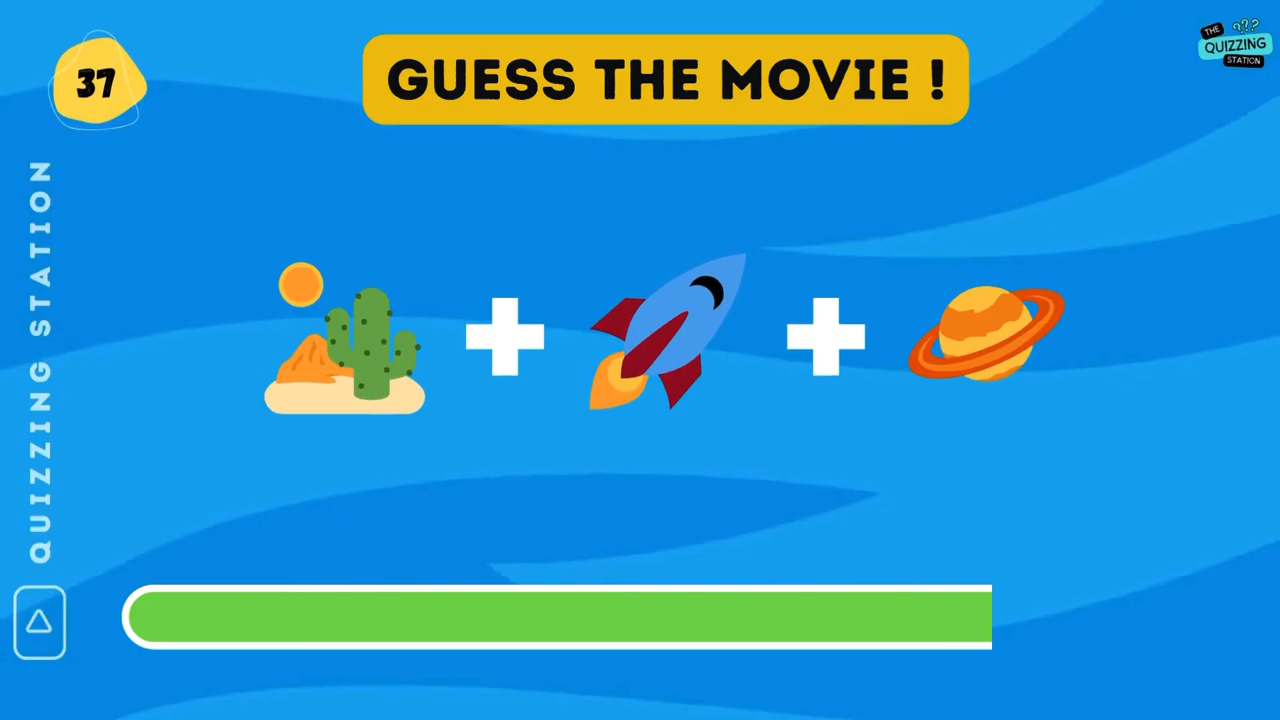 37
GUESS THE MOVIE !
THE ???
QUIZZING
STATION
QUIZZING STATION